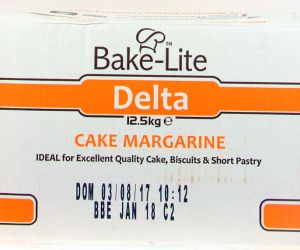 Bake-Lite™
Delta
12.5kg e
CAKE MARGARINE
IDEAL for Excellent Quality Cake, Biscuits & Short Pastry
DOM 03/08/17 10:12
BBE JAN 18 C2